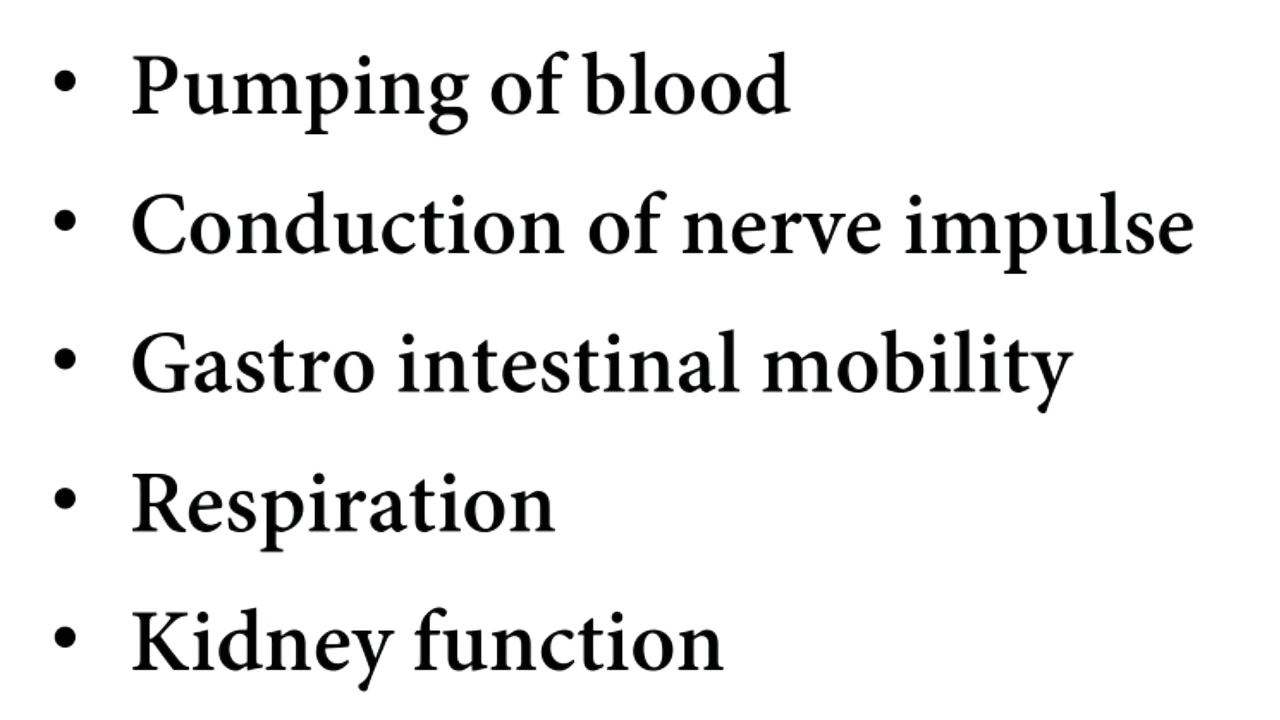 • Pumping of blood
• Conduction of nerve impulse
• Gastro intestinal mobility
• Respiration
• Kidney function